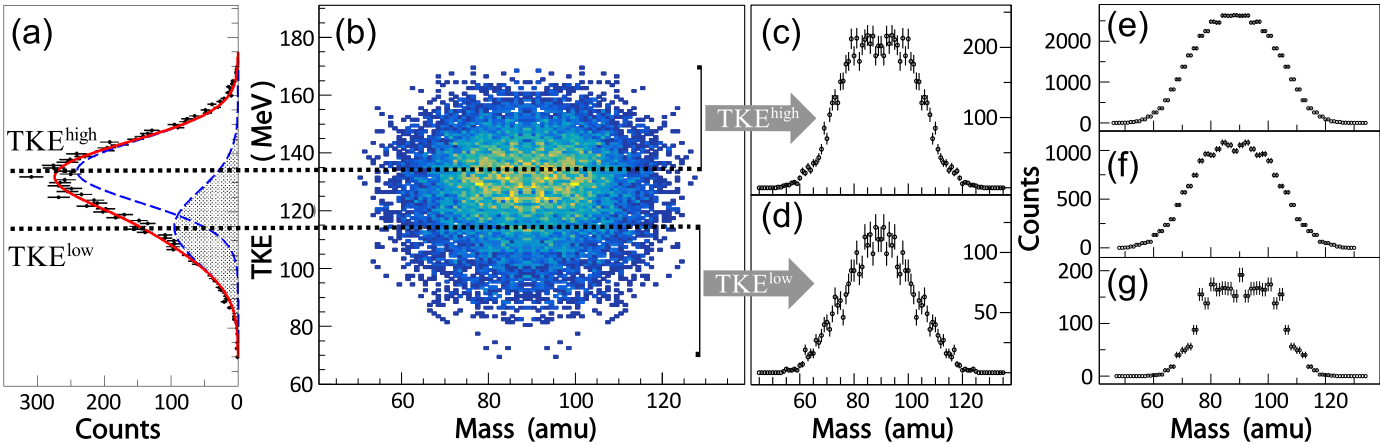 (a)
TKE^high
TKE^low
300 200 100 0
Counts
(b)
180
160
140
120
100
80
60
TKE (MeV)
60 80 100 120
Mass (amu)
(c)
TKE^high
200
100
(d)
TKE^low
100
50
60 80 100 120
Mass (amu)
Counts
(e)
2500
2000
1000
0
(f)
1000
500
0
(g)
200
100
0
60 80 100 120
Mass (amu)